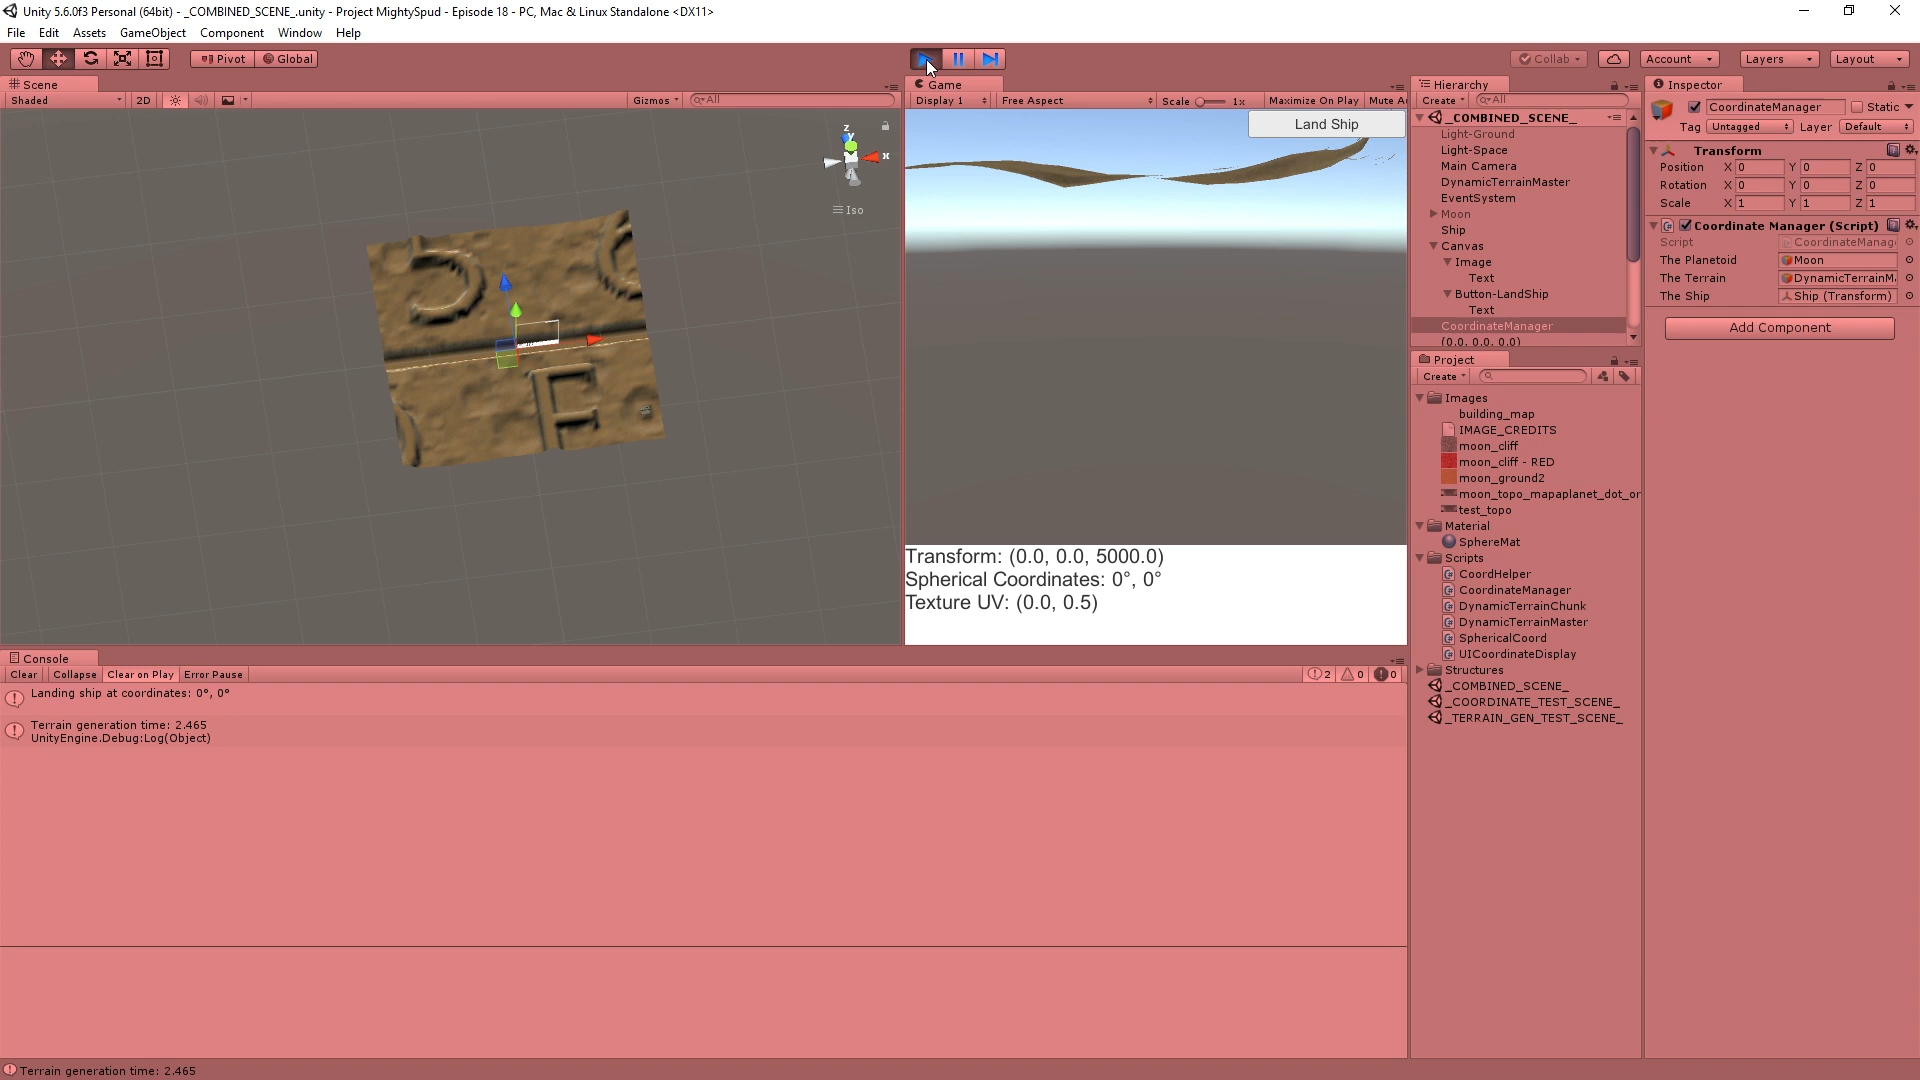 Unity 5.6.0f3 Personal (64bit) - _COMBINED_SCENE_.unity - Project MightySpud - Episode 18 - PC, Mac & Linux Standalone <DX11>
File Edit Assets GameObject Component Window Help
Pivot Global Collab Account Layers Layout
Scene
Shaded 2D Gizmos All
z
y
x
Iso
C
E
Game
Display 1 Free Aspect Scale 1x Maximize On Play Mute Au
Land Ship
Transform: (0.0, 0.0, 5000.0)
Spherical Coordinates: 0°, 0°
Texture UV: (0.0, 0.5)
Hierarchy
Create All
_COMBINED_SCENE_
Light-Ground
Light-Space
Main Camera
DynamicTerrainMaster
EventSystem
Moon
Ship
Canvas
Image
Text
Button-LandShip
Text
CoordinateManager
(0.0, 0.0, 0.0)
Project
Create
Images
building_map
IMAGE_CREDITS
moon_cliff
moon_cliff - RED
moon_ground2
moon_topo_mapaplanet_dot_or
test_topo
Material
SphereMat
Scripts
CoordHelper
CoordinateManager
DynamicTerrainChunk
DynamicTerrainMaster
SphericalCoord
UICoordinateDisplay
Structures
_COMBINED_SCENE_
_COORDINATE_TEST_SCENE_
_TERRAIN_GEN_TEST_SCENE_
Inspector
CoordinateManager Static
Tag Untagged Layer Default
Transform
Position X 0 Y 0 Z 0
Rotation X 0 Y 0 Z 0
Scale X 1 Y 1 Z 1
Coordinate Manager (Script)
Script CoordinateManag
The Planetoid Moon
The Terrain DynamicTerrainM
The Ship Ship (Transform)
Add Component
Console
Clear Collapse Clear on Play Error Pause 2 0 0
Landing ship at coordinates: 0°, 0°
Terrain generation time: 2.465
UnityEngine.Debug:Log(Object)
Terrain generation time: 2.465